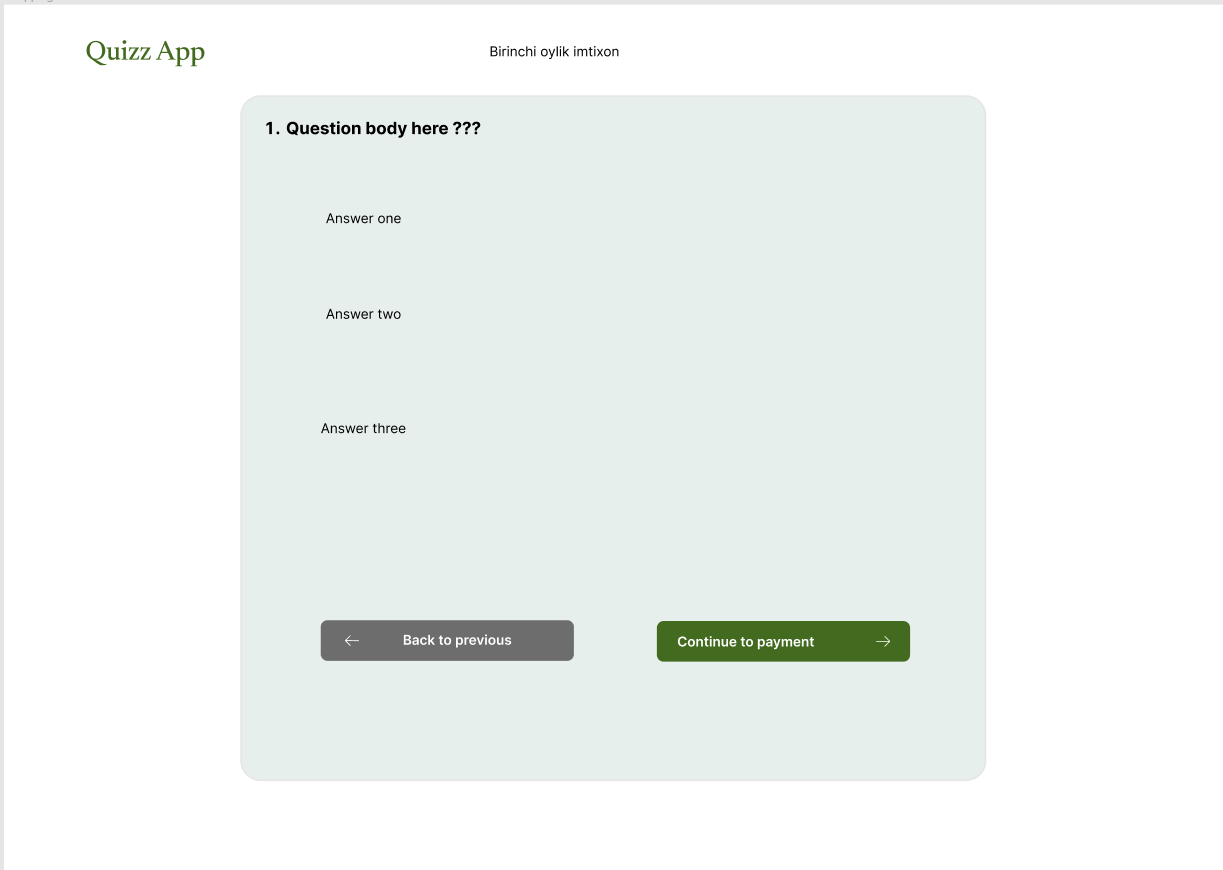 Quizz App
Birinchi oylik imtixon
1. Question body here ???
Answer one
Answer two
Answer three
Back to previous
Continue to payment